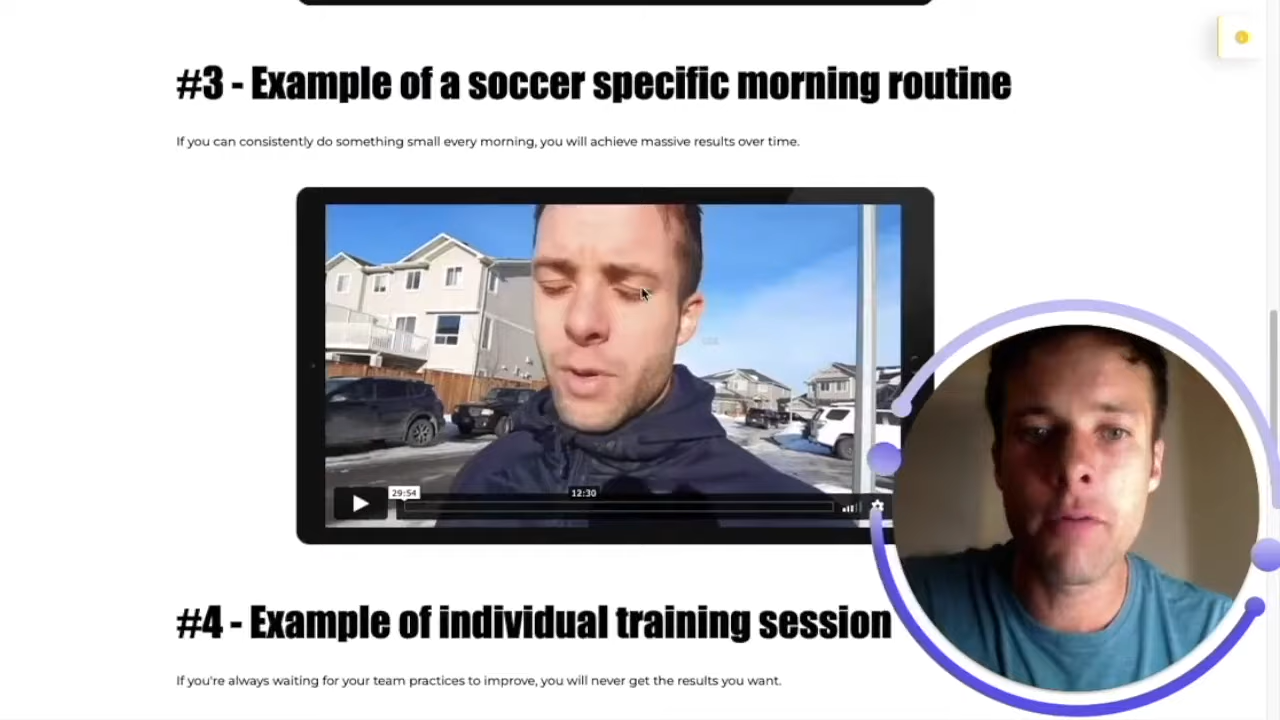 #3 - Example of a soccer specific morning routine
If you can consistently do something small every morning, you will achieve massive results over time.
29:54
12:30
#4 - Example of individual training session
If you're always waiting for your team practices to improve, you will never get the results you want.